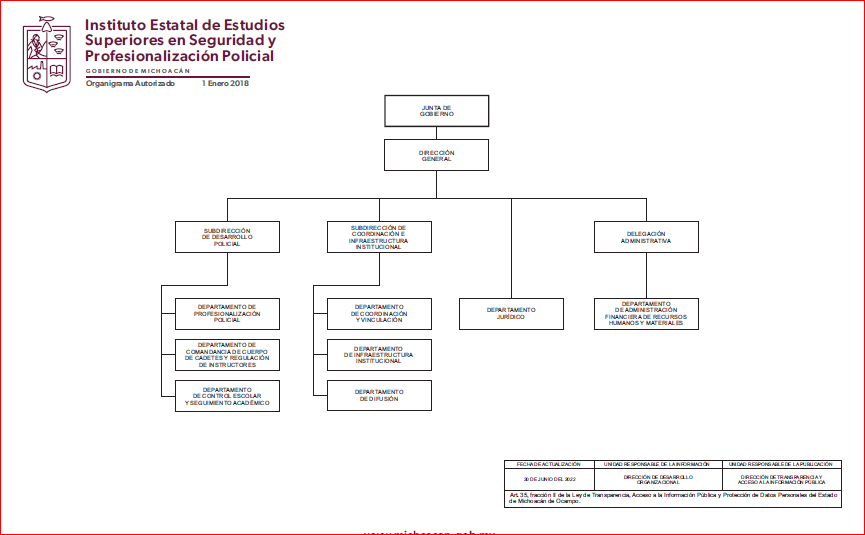 Instituto Estatal de Estudios
Superiores en Seguridad y
Profesionalización Policial
GOBIERNO DE MICHOACÁN
Organigrama Autorizado 1 Enero 2018
JUNTA DE
GOBIERNO
DIRECCIÓN
GENERAL
SUBDIRECCIÓN
DE DESARROLLO
POLICIAL
SUBDIRECCIÓN DE
COORDINACIÓN E
INFRAESTRUCTURA
INSTITUCIONAL
DELEGACIÓN
ADMINISTRATIVA
DEPARTAMENTO DE
PROFESIONALIZACIÓN
POLICIAL
DEPARTAMENTO
DE COORDINACIÓN
Y VINCULACIÓN
DEPARTAMENTO
JURÍDICO
DEPARTAMENTO
DE ADMINISTRACIÓN
FINANCIERA DE RECURSOS
HUMANOS Y MATERIALES
DEPARTAMENTO DE
COMANDANCIA DE CUERPO
DE CADETES Y REGULACIÓN
DE INSTRUCTORES
DEPARTAMENTO
DE INFRAESTRUCTURA
INSTITUCIONAL
DEPARTAMENTO
DE CONTROL ESCOLAR
Y SEGUIMIENTO ACADÉMICO
DEPARTAMENTO
DE DIFUSIÓN
FECHA DE ACTUALIZACIÓN UNIDAD RESPONSABLE DE LA INFORMACIÓN UNIDAD RESPONSABLE DE LA PUBLICACIÓN
20 DE JUNIO DEL 2022 DIRECCIÓN DE DESARROLLO ORGANIZACIONAL DIRECCIÓN DE TRANSPARENCIA Y ACCESO A LA INFORMACIÓN PÚBLICA
Art. 35, fracción II de la Ley de Transparencia, Acceso a la Información Pública y Protección de Datos Personales del Estado
de Michoacán de Ocampo.
www.michoacan.gob.mx